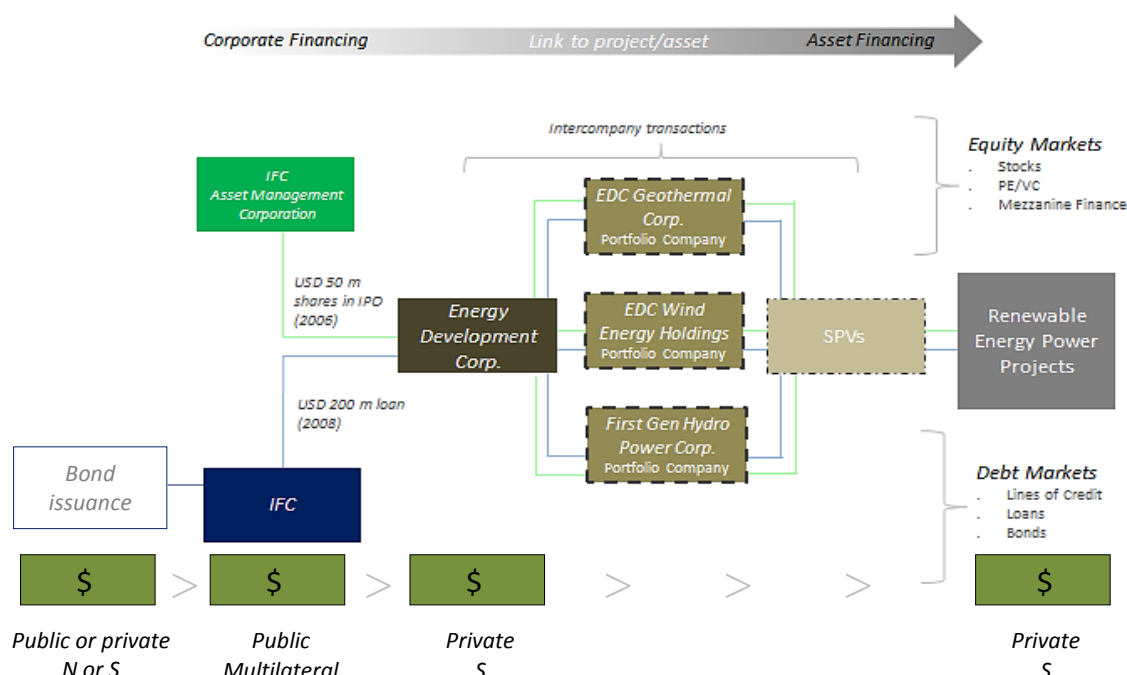 Corporate Financing
Link to project/asset
Asset Financing
Intercompany transactions
Equity Markets
. Stocks
. PE/VC
. Mezzanine Finance
IFC
Asset Management
Corporation
EDC Geothermal
Corp.
Portfolio Company
USD 50 m
shares in IPO
(2006)
Energy
Development
Corp.
EDC Wind
Energy Holdings
Portfolio Company
SPVs
Renewable
Energy Power
Projects
USD 200 m loan
(2008)
First Gen Hydro
Power Corp.
Portfolio Company
Bond
issuance
IFC
Debt Markets
. Lines of Credit
. Loans
. Bonds
$ > $ > $ > > > $
Public or private
N or S
Public
Multilateral
Private
S
Private
S